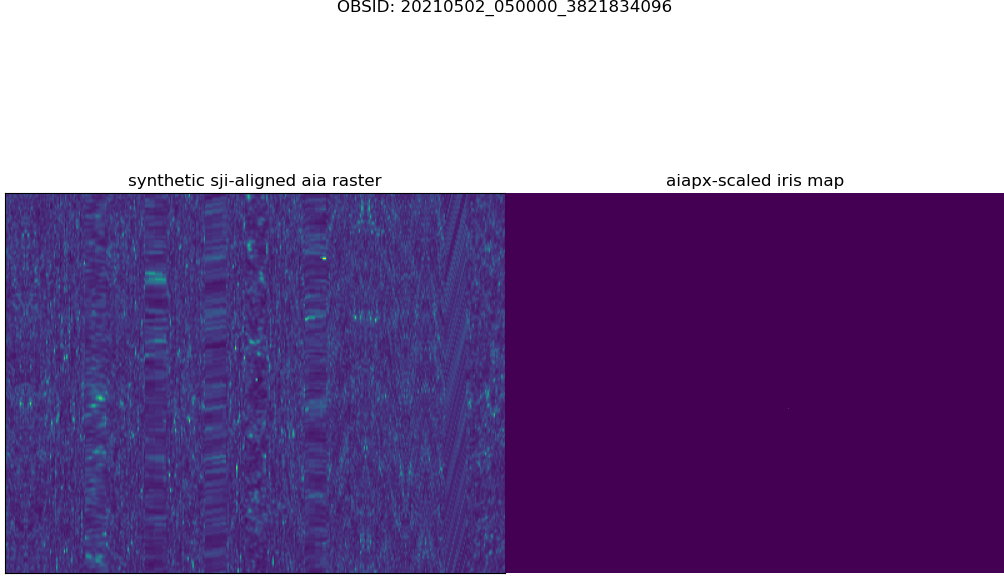 OBSID: 20210502_050000_3821834096
synthetic sji-aligned aia raster
aiapx-scaled iris map